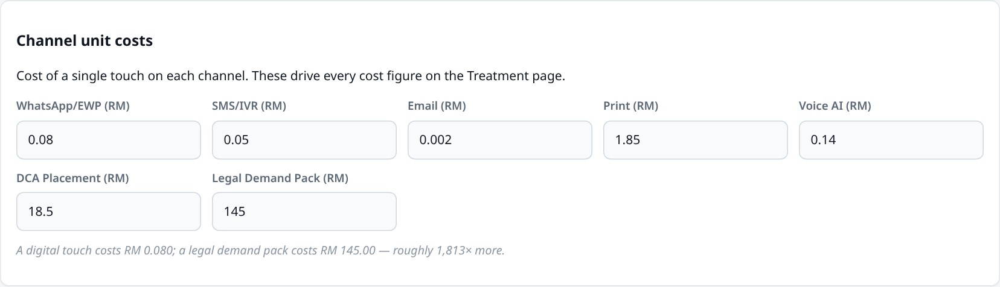 Channel unit costs
Cost of a single touch on each channel. These drive every cost figure on the Treatment page.
WhatsApp/EWP (RM) SMS/IVR (RM) Email (RM) Print (RM) Voice AI (RM)
0.08 0.05 0.002 1.85 0.14
DCA Placement (RM) Legal Demand Pack (RM)
18.5 145
A digital touch costs RM 0.080; a legal demand pack costs RM 145.00 — roughly 1,813× more.